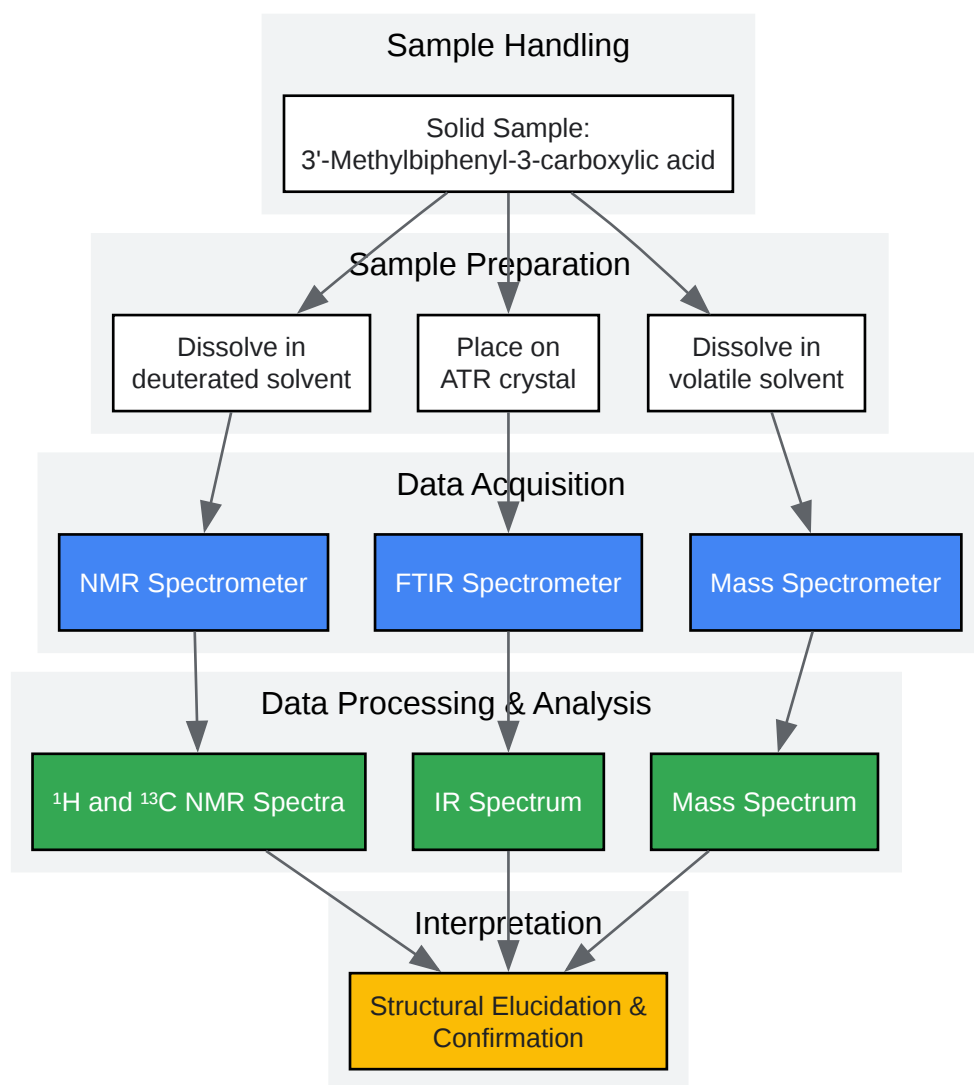 Sample Handling
Solid Sample:
3'-Methylbiphenyl-3-carboxylic acid
Sample Preparation
Dissolve in
deuterated solvent
Place on
ATR crystal
Dissolve in
volatile solvent
Data Acquisition
NMR Spectrometer
FTIR Spectrometer
Mass Spectrometer
Data Processing & Analysis
¹H and ¹³C NMR Spectra
IR Spectrum
Mass Spectrum
Interpretation
Structural Elucidation &
Confirmation